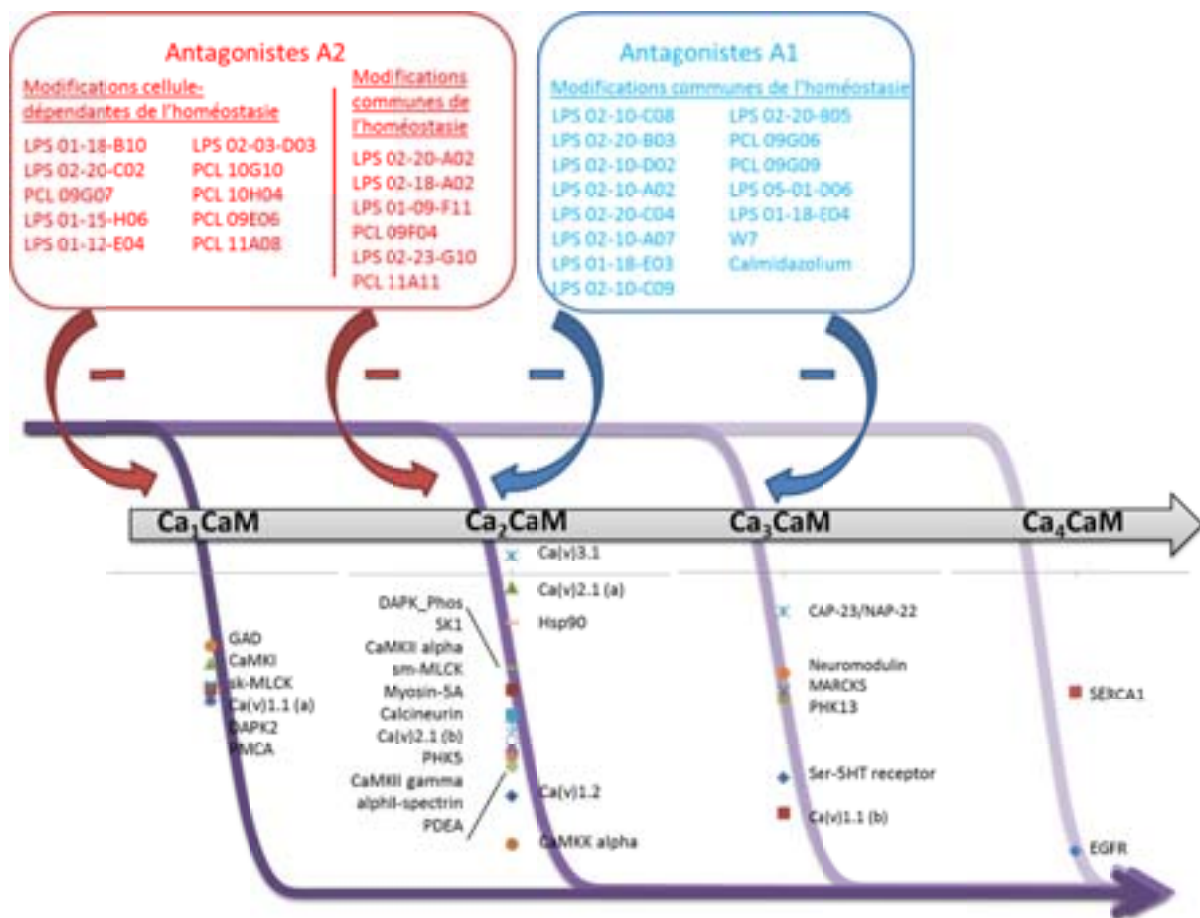 Antagonistes A2
Modifications cellule-
dépendantes de l'homéostasie
LPS 01-18-B10 LPS 02-03-D03
LPS 02-20-C02 PCL 10G10
PCL 09G07 PCL 10H04
LPS 01-15-H06 PCL 09E06
LPS 01-12-E04 PCL 11A08
Modifications
communes de
l'homéostasie
LPS 02-20-A02
LPS 02-18-A02
LPS 01-09-F11
PCL 09F04
LPS 02-23-G10
PCL 11A11
Antagonistes A1
Modifications communes de l'homéostasie
LPS 02-10-C08 LPS 02-20-B05
LPS 02-20-B03 PCL 09G06
LPS 02-10-D02 PCL 09G09
LPS 02-10-A02 LPS 05-01-D06
LPS 02-20-C04 LPS 01-18-E04
LPS 02-10-A07 W7
LPS 01-18-E03 Calmidazolium
LPS 02-10-C09
Ca₁CaM Ca₂CaM Ca₃CaM Ca₄CaM
GAD
CaMKI
sk-MLCK
Ca(v)1.1 (a)
DAPK2
PMCA
DAPK_Phos
SK1
CaMKII alpha
sm-MLCK
Myosin-5A
Calcineurin
Ca(v)2.1 (b)
PHK5
CaMKII gamma
alphII-spectrin
PDEA
Ca(v)3.1
Ca(v)2.1 (a)
Hsp90
Ca(v)1.2
CaMKK alpha
CAP-23/NAP-22
Neuromodulin
MARCKS
PHK13
Ser-5HT receptor
Ca(v)1.1 (b)
SERCA1
EGFR